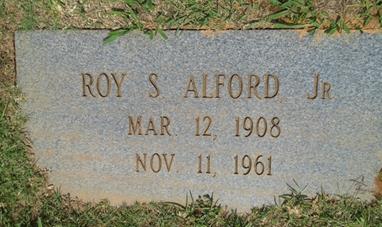 ROY S. ALFORD, JR
MAR. 12, 1908
NOV. 11, 1961